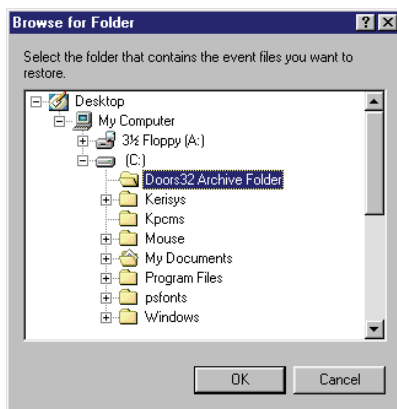 Browse for Folder
Select the folder that contains the event files you want to
restore.
Desktop
My Computer
3½ Floppy (A:)
(C:)
Doors32 Archive Folder
Kerisys
Kpcms
Mouse
My Documents
Program Files
psfonts
Windows
OK Cancel